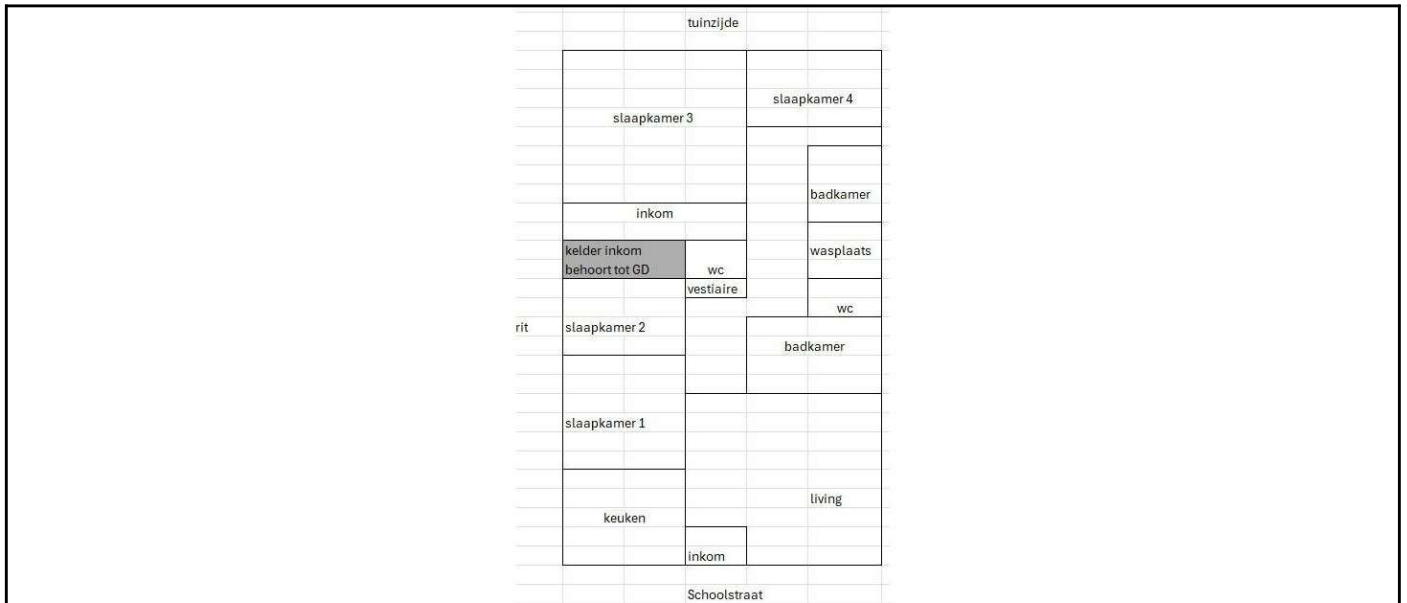 tuinzijde
slaapkamer 4
slaapkamer 3
badkamer
inkom
kelder inkom
behoort tot GD
wc
wasplaats
vestiaire
wc
rit
slaapkamer 2
badkamer
slaapkamer 1
living
keuken
inkom
Schoolstraat